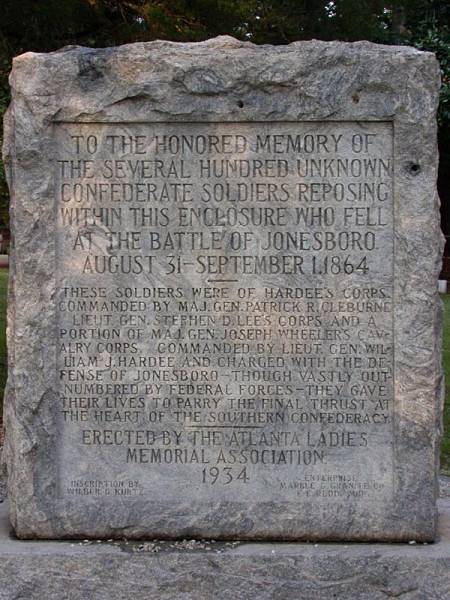 TO THE HONORED MEMORY OF
THE SEVERAL HUNDRED UNKNOWN
CONFEDERATE SOLDIERS REPOSING
WITHIN THIS ENCLOSURE WHO FELL
AT THE BATTLE OF JONESBORO
AUGUST 31-SEPTEMBER 1, 1864
THESE SOLDIERS WERE OF HARDEE'S CORPS
COMMANDED BY MAJ. GEN. PATRICK R. CLEBURNE
LIEUT. GEN. STEPHEN D. LEE'S CORPS AND A
PORTION OF MAJ. GEN. JOSEPH WHEELER'S CAV-
ALRY CORPS. COMMANDED BY LIEUT. GEN. WIL-
LIAM J. HARDEE AND CHARGED WITH THE DE-
FENSE OF JONESBORO - THOUGH VASTLY OUT-
NUMBERED BY FEDERAL FORCES - THEY GAVE
THEIR LIVES TO PARRY THE FINAL THRUST AT
THE HEART OF THE SOUTHERN CONFEDERACY
ERECTED BY THE ATLANTA LADIES
MEMORIAL ASSOCIATION
1934
INSCRIPTION BY
WILBUR G. KURTZ
ENTERPRISE
MARBLE & GRANITE CO